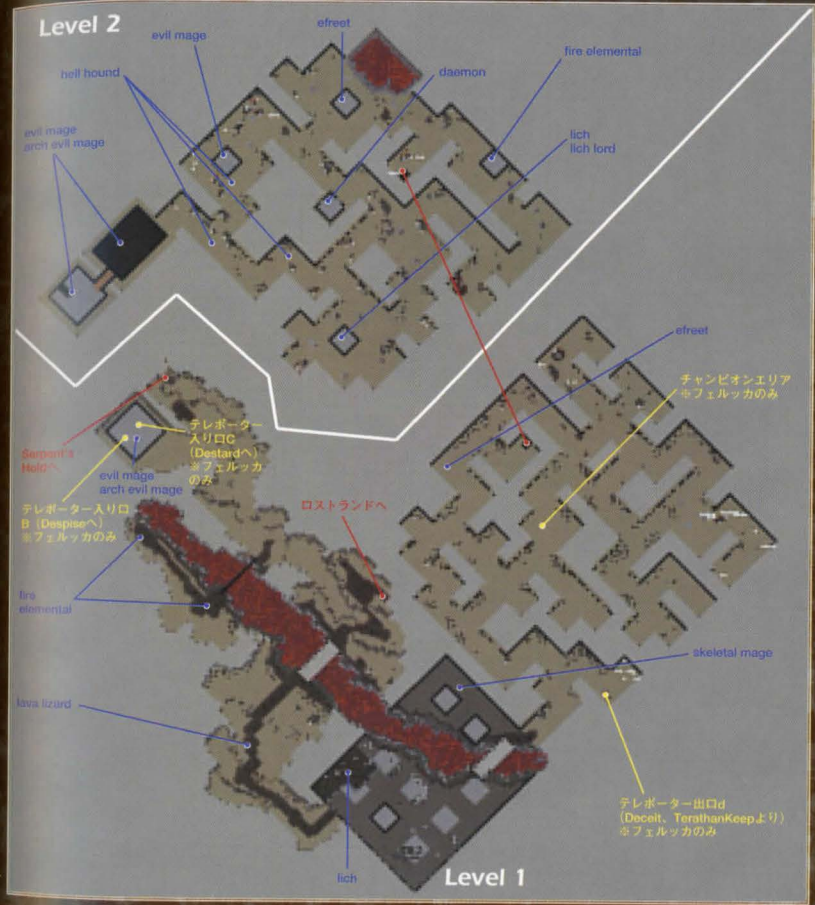 Level 2
efreet
evil mage
fire elemental
hell hound
daemon
evil mage
arch evil mage
lich
lich lord
efreet
チャンピオンエリア
※フェルッカのみ
テレポーター
入り口C
(Destardへ)
※フェルッカ
のみ
Serpent's
Holdへ
evil mage
arch evil mage
テレポーター入り口
B (Despiseへ)
※フェルッカのみ
ロストランドへ
fire
elemental
skeletal mage
lava lizard
テレポーター出口d
(Deceit、TerathanKeepより)
※フェルッカのみ
lich
Level 1